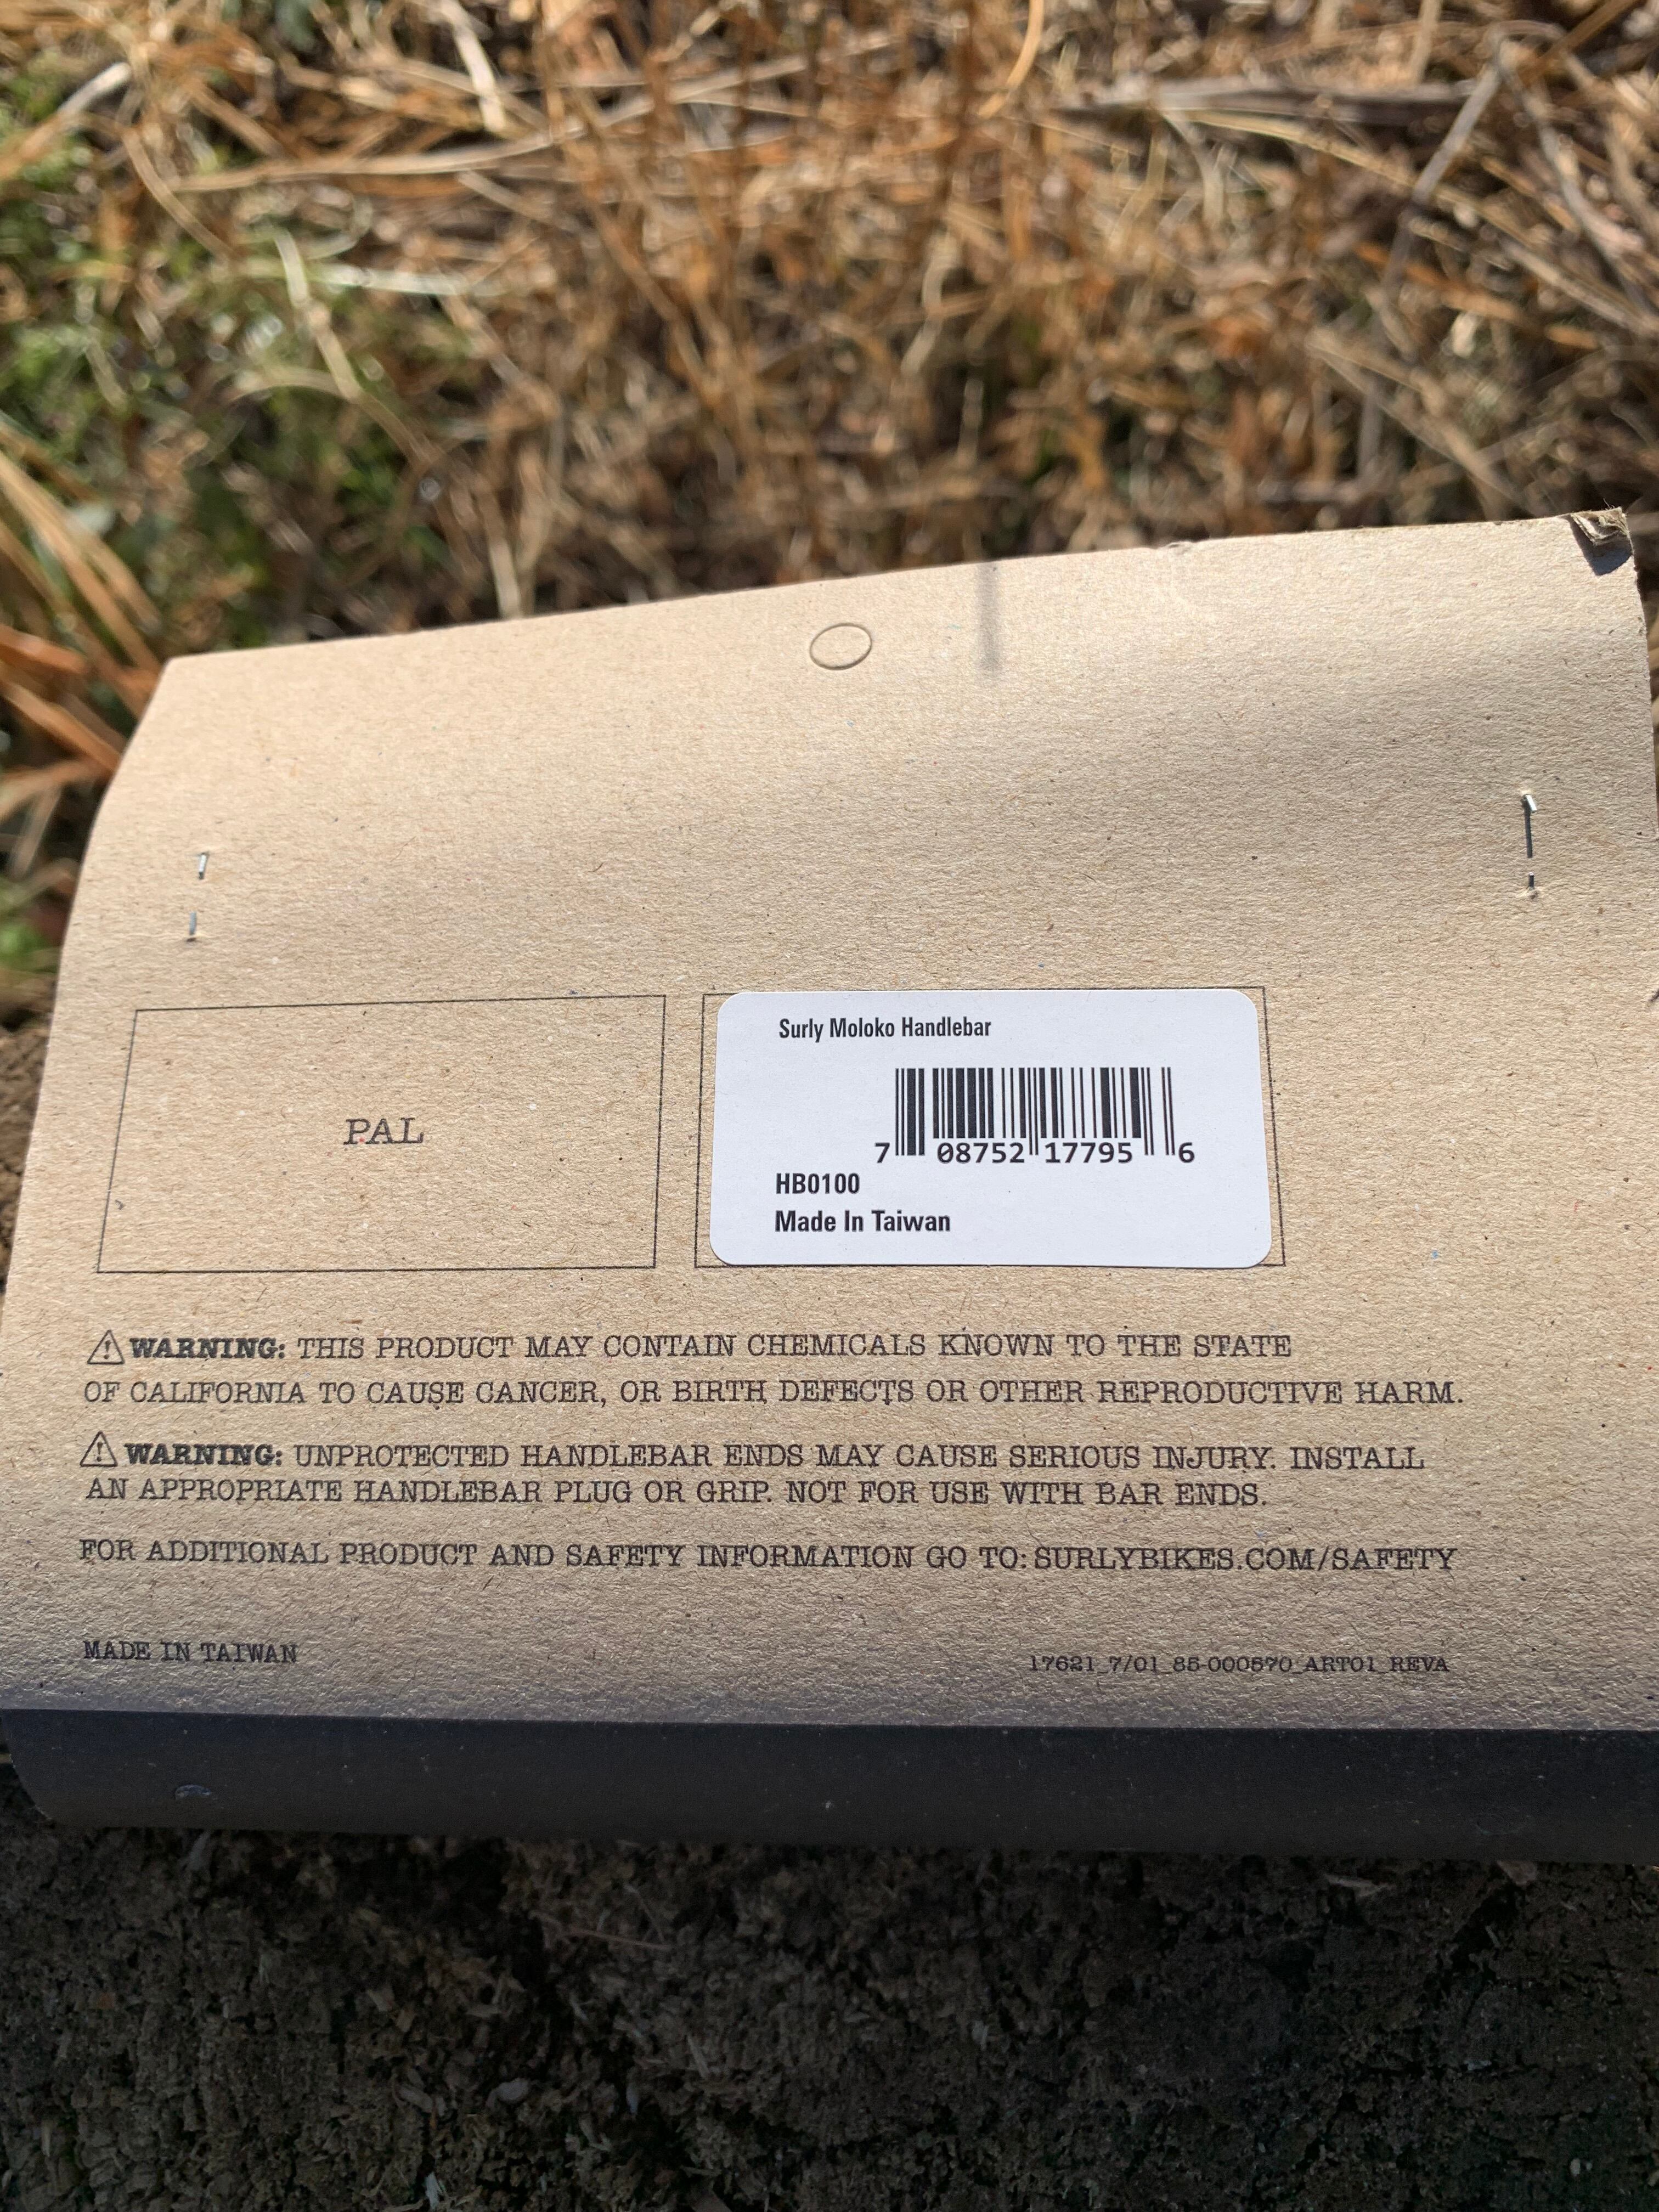 Surly Moloko Handlebar
7 08752 17795 6
HB0100
Made In Taiwan
PAL
WARNING: THIS PRODUCT MAY CONTAIN CHEMICALS KNOWN TO THE STATE
OF CALIFORNIA TO CAUSE CANCER, OR BIRTH DEFECTS OR OTHER REPRODUCTIVE HARM.
WARNING: UNPROTECTED HANDLEBAR ENDS MAY CAUSE SERIOUS INJURY. INSTALL
AN APPROPRIATE HANDLEBAR PLUG OR GRIP. NOT FOR USE WITH BAR ENDS.
FOR ADDITIONAL PRODUCT AND SAFETY INFORMATION GO TO: SURLYBIKES.COM/SAFETY
MADE IN TAIWAN
17621_7/01_85-000570_ART01_REVA